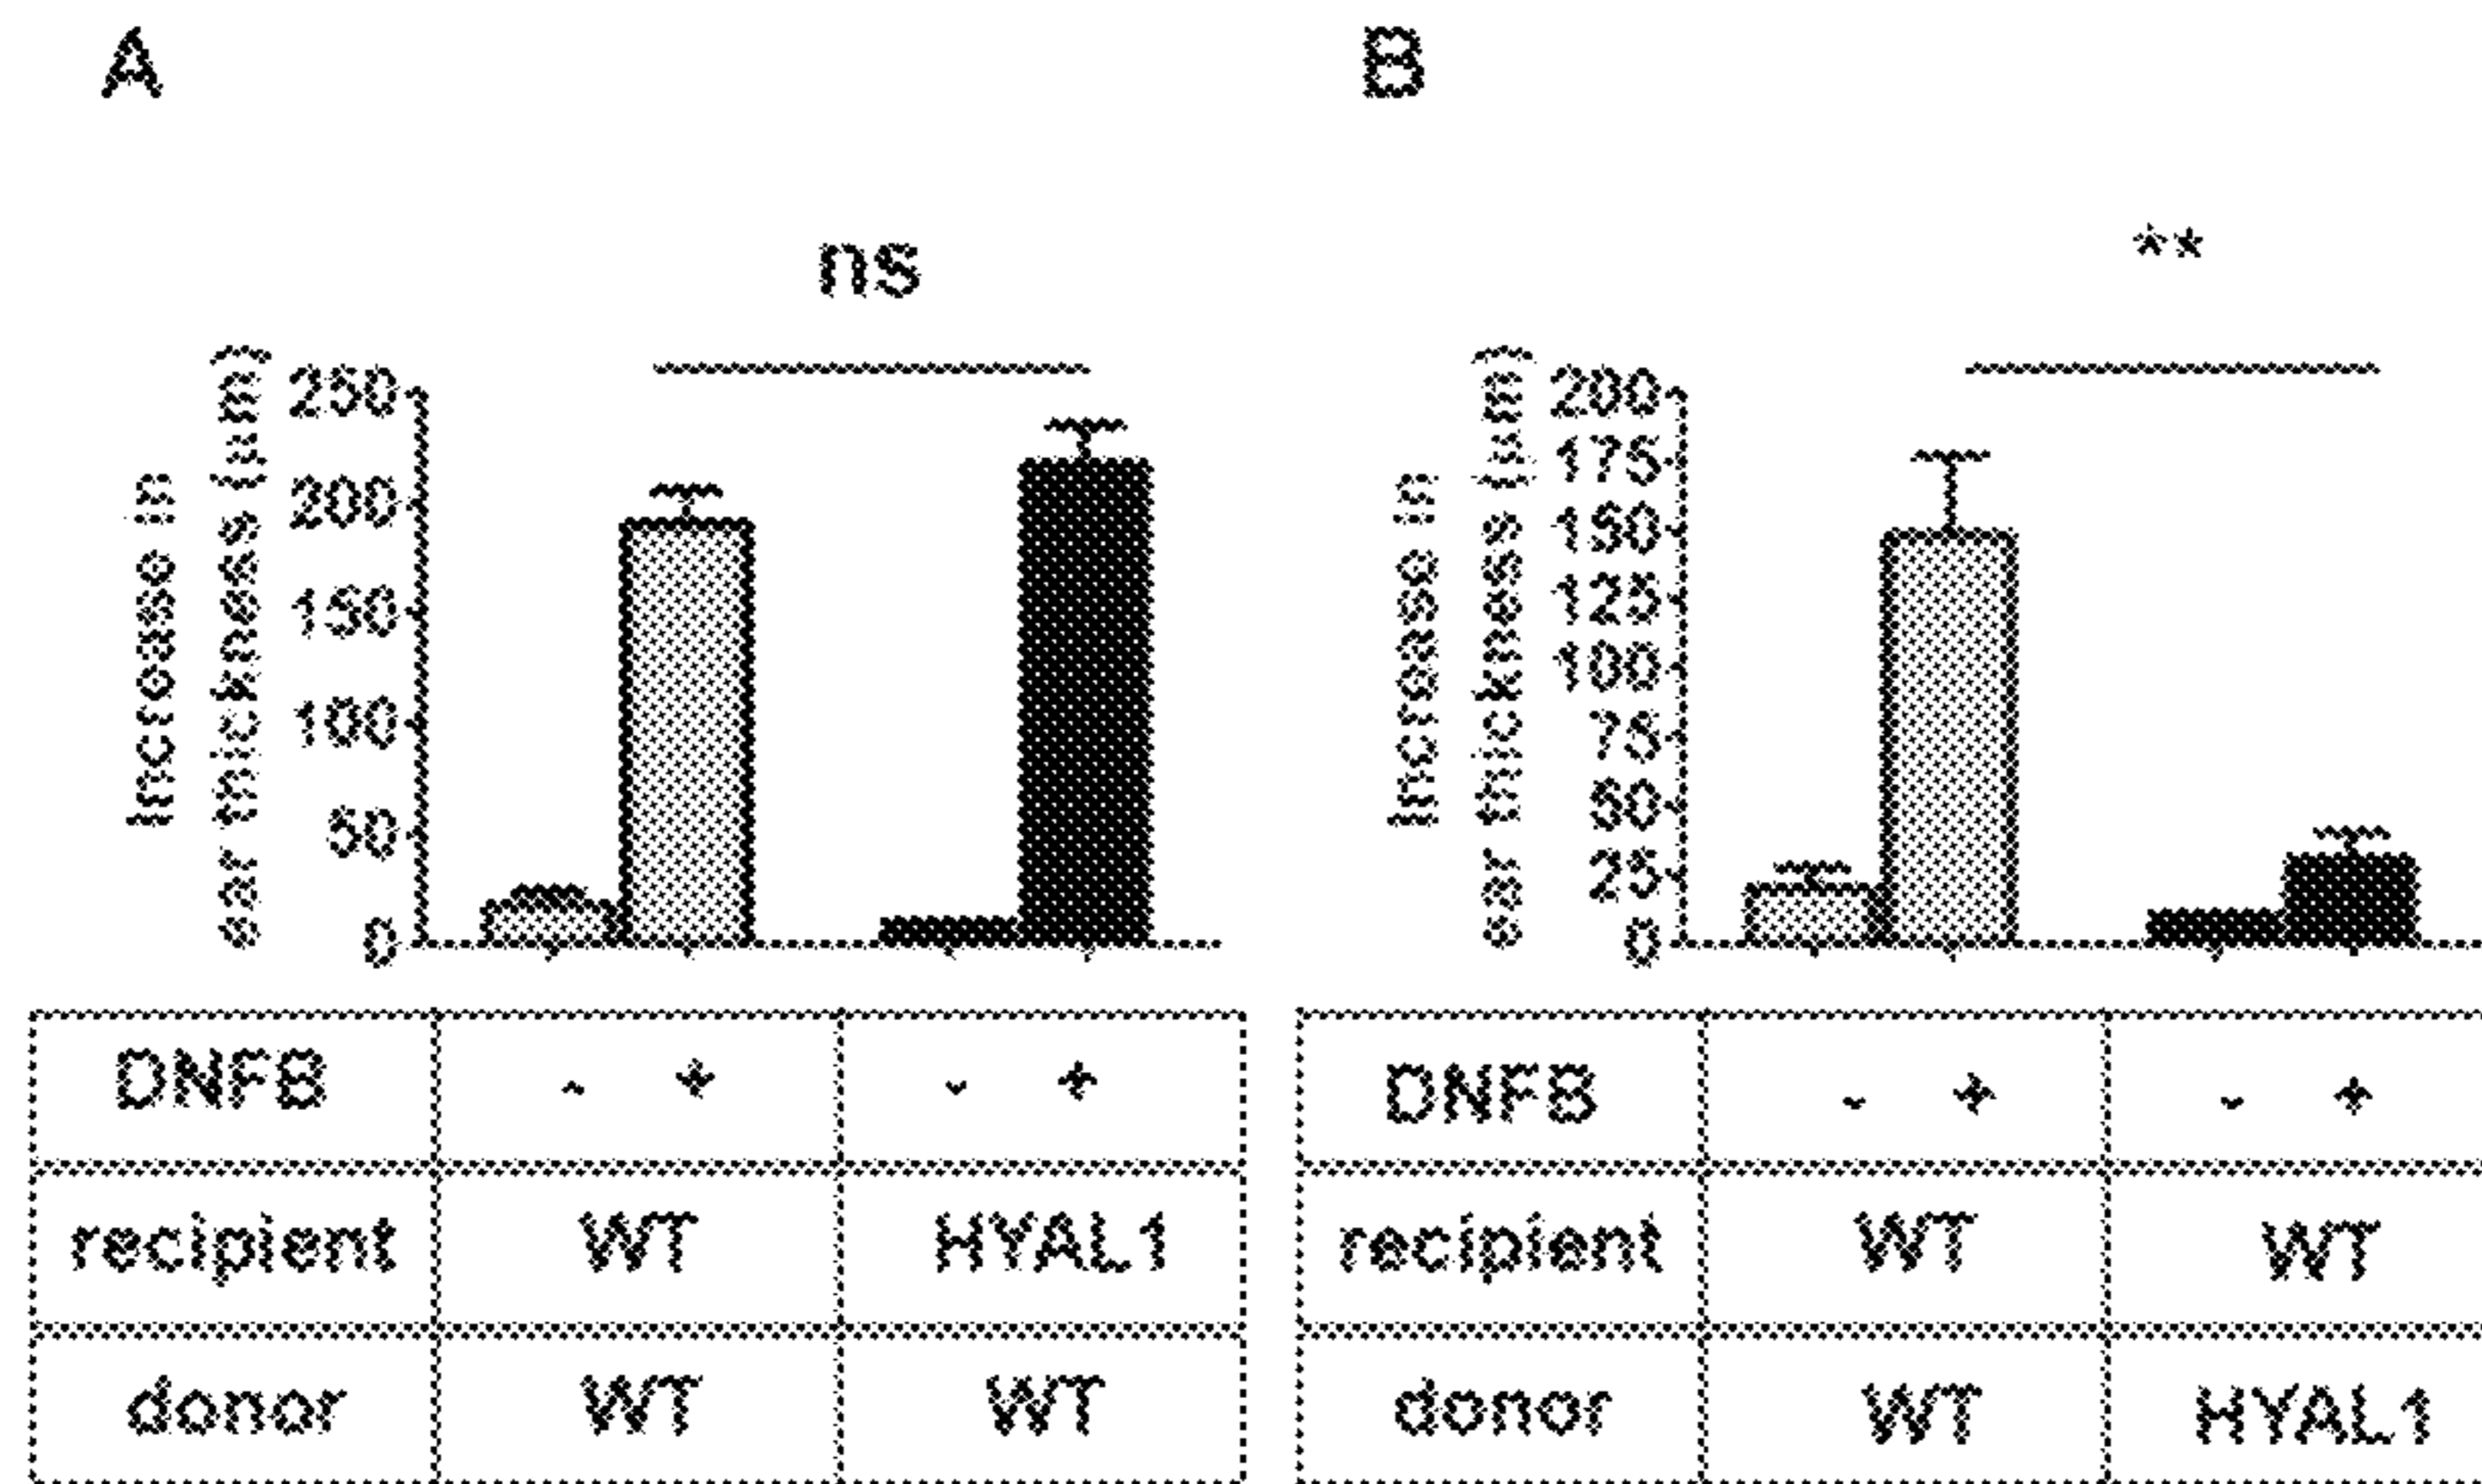 A
ns
Increase in
ear thickness (µm)
250
200
150
100
50
0
DNFB - + - +
recipient WT HYAL1
donor WT WT
B
**
Increase in
ear thickness (µm)
200
175
150
125
100
75
50
25
0
DNFB - + - +
recipient WT WT
donor WT HYAL1